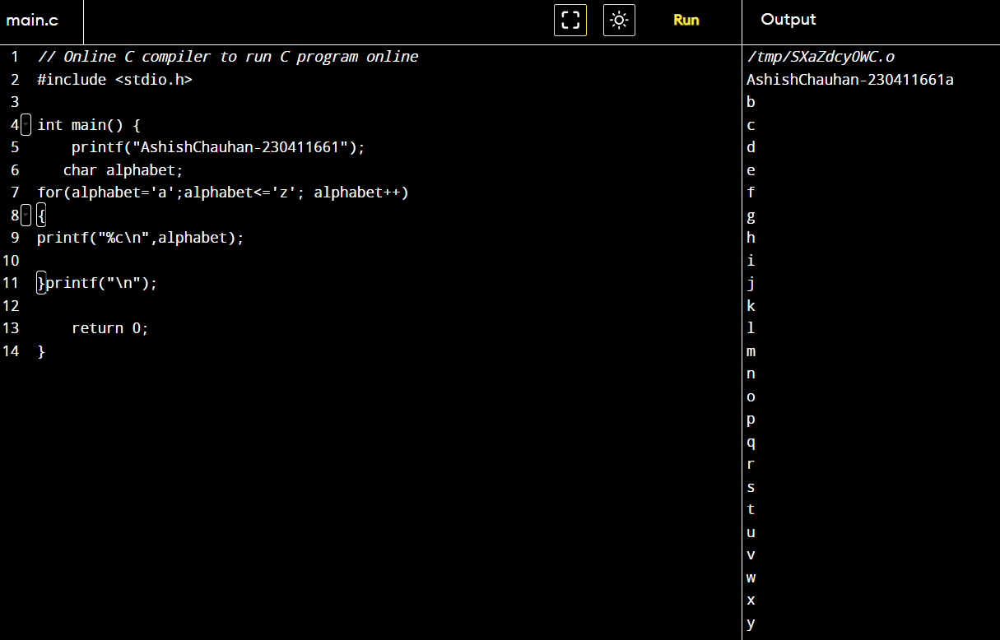 main.c
Run
Output
1 // Online C compiler to run C program online
2 #include <stdio.h>
3
4 int main() {
5     printf("AshishChauhan-230411661");
6    char alphabet;
7 for(alphabet='a';alphabet<='z'; alphabet++)
8 {
9 printf("%c\n",alphabet);
10
11 }printf("\n");
12
13     return 0;
14 }
/tmp/SXaZdcyOWC.o
AshishChauhan-230411661a
b
c
d
e
f
g
h
i
j
k
l
m
n
o
p
q
r
s
t
u
v
w
x
y